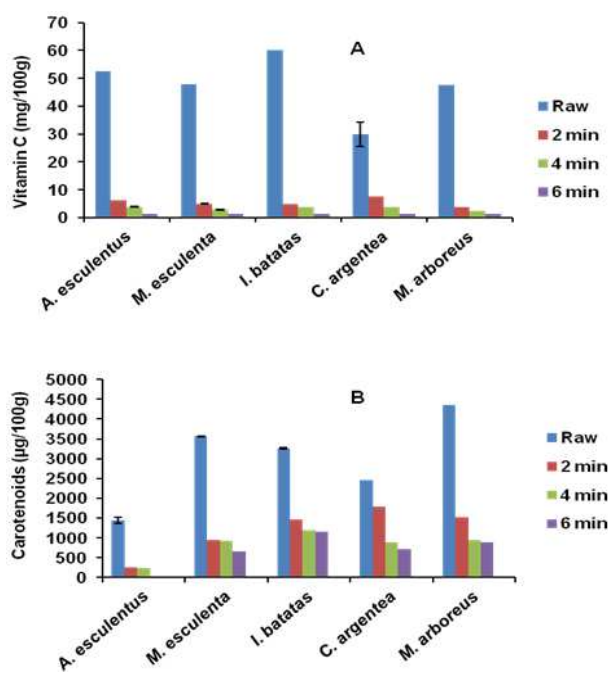 A
Vitamin C (mg/100g)
70
60
50
40
30
20
10
0
A. esculentus
M. esculenta
I. batatas
C. argentea
M. arboreus
Raw
2 min
4 min
6 min
B
Carotenoids (µg/100g)
5000
4500
4000
3500
3000
2500
2000
1500
1000
500
0
A. esculentus
M. esculenta
I. batatas
C. argentea
M. arboreus
Raw
2 min
4 min
6 min